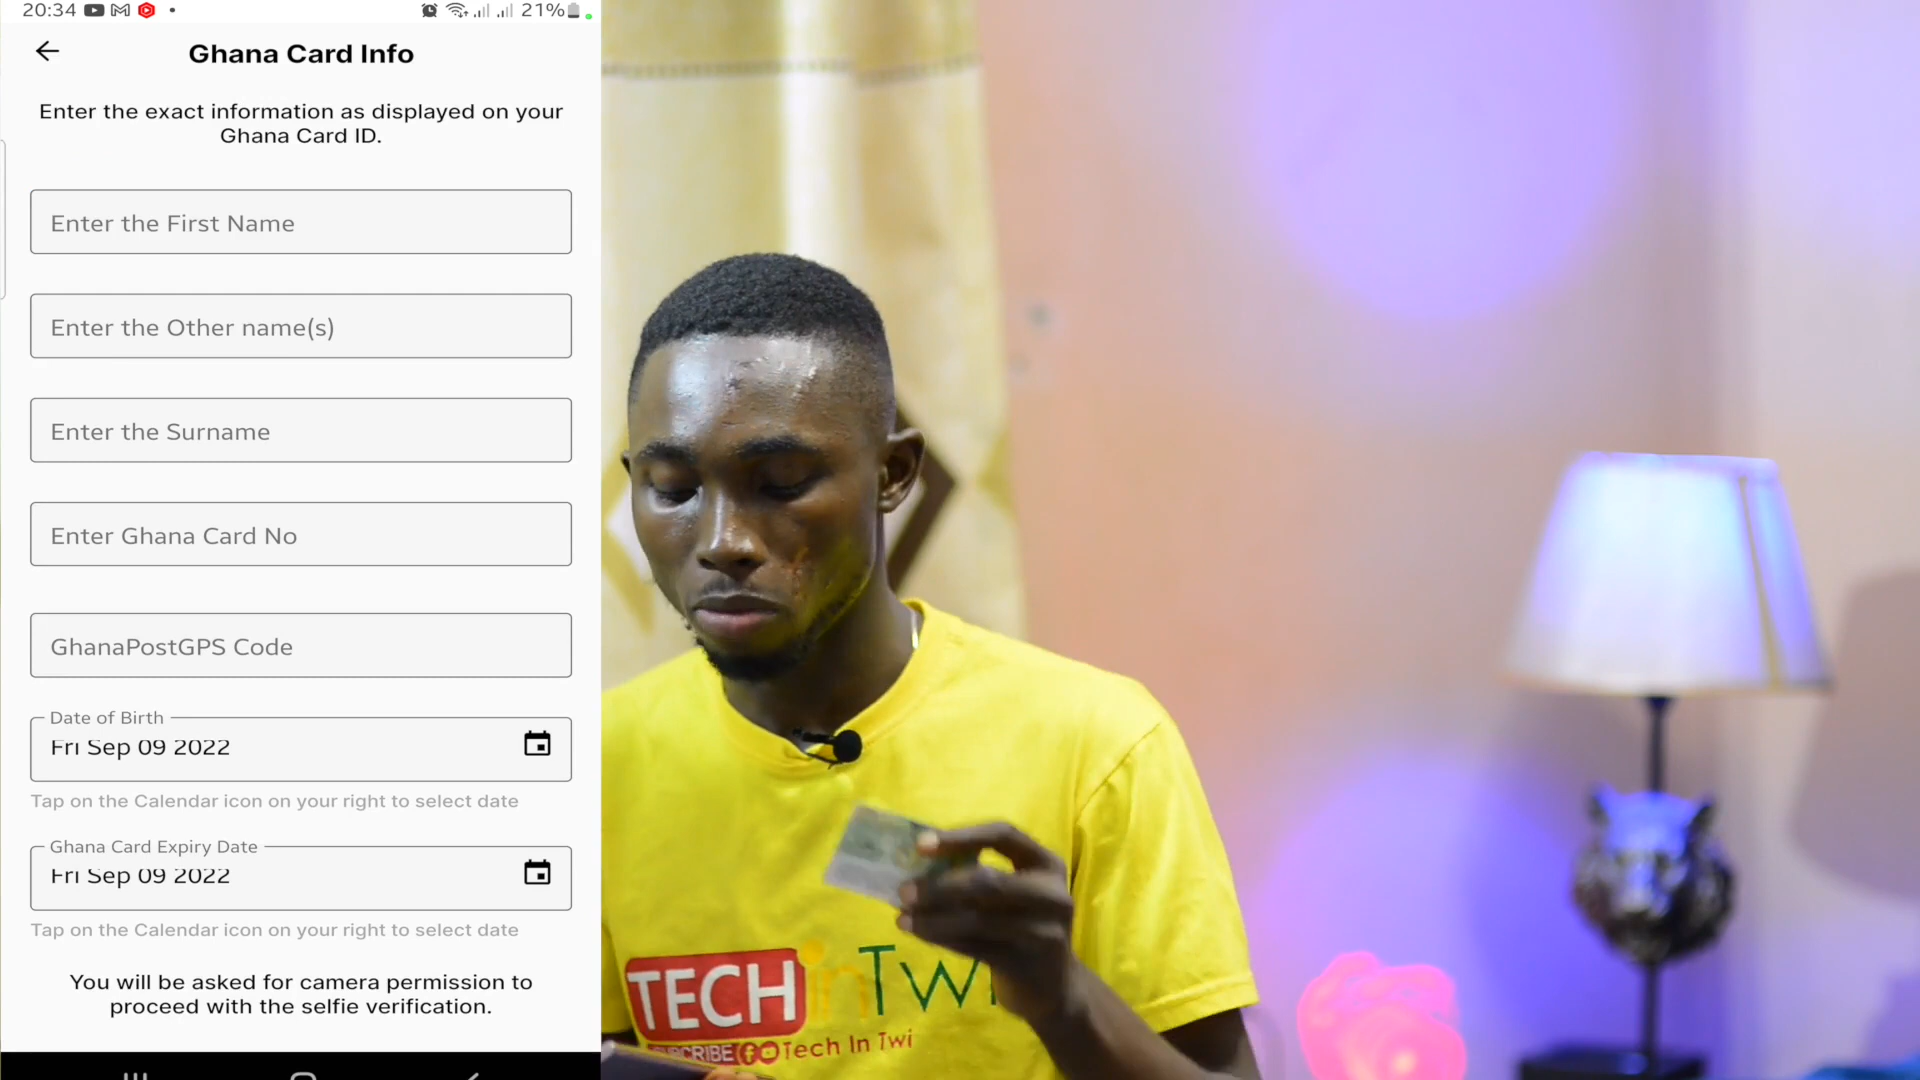 20:34
21%
Ghana Card Info
Enter the exact information as displayed on your
Ghana Card ID.
Enter the First Name
Enter the Other name(s)
Enter the Surname
Enter Ghana Card No
GhanaPostGPS Code
Date of Birth
Fri Sep 09 2022
Tap on the Calendar icon on your right to select date
Ghana Card Expiry Date
Fri Sep 09 2022
Tap on the Calendar icon on your right to select date
You will be asked for camera permission to
proceed with the selfie verification.
TECH in Twi
Tech In Twi